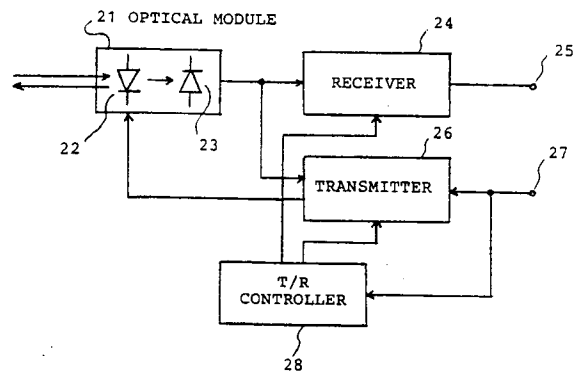 21 OPTICAL MODULE
24
25
RECEIVER
22
23
26
27
TRANSMITTER
T/R
CONTROLLER
28